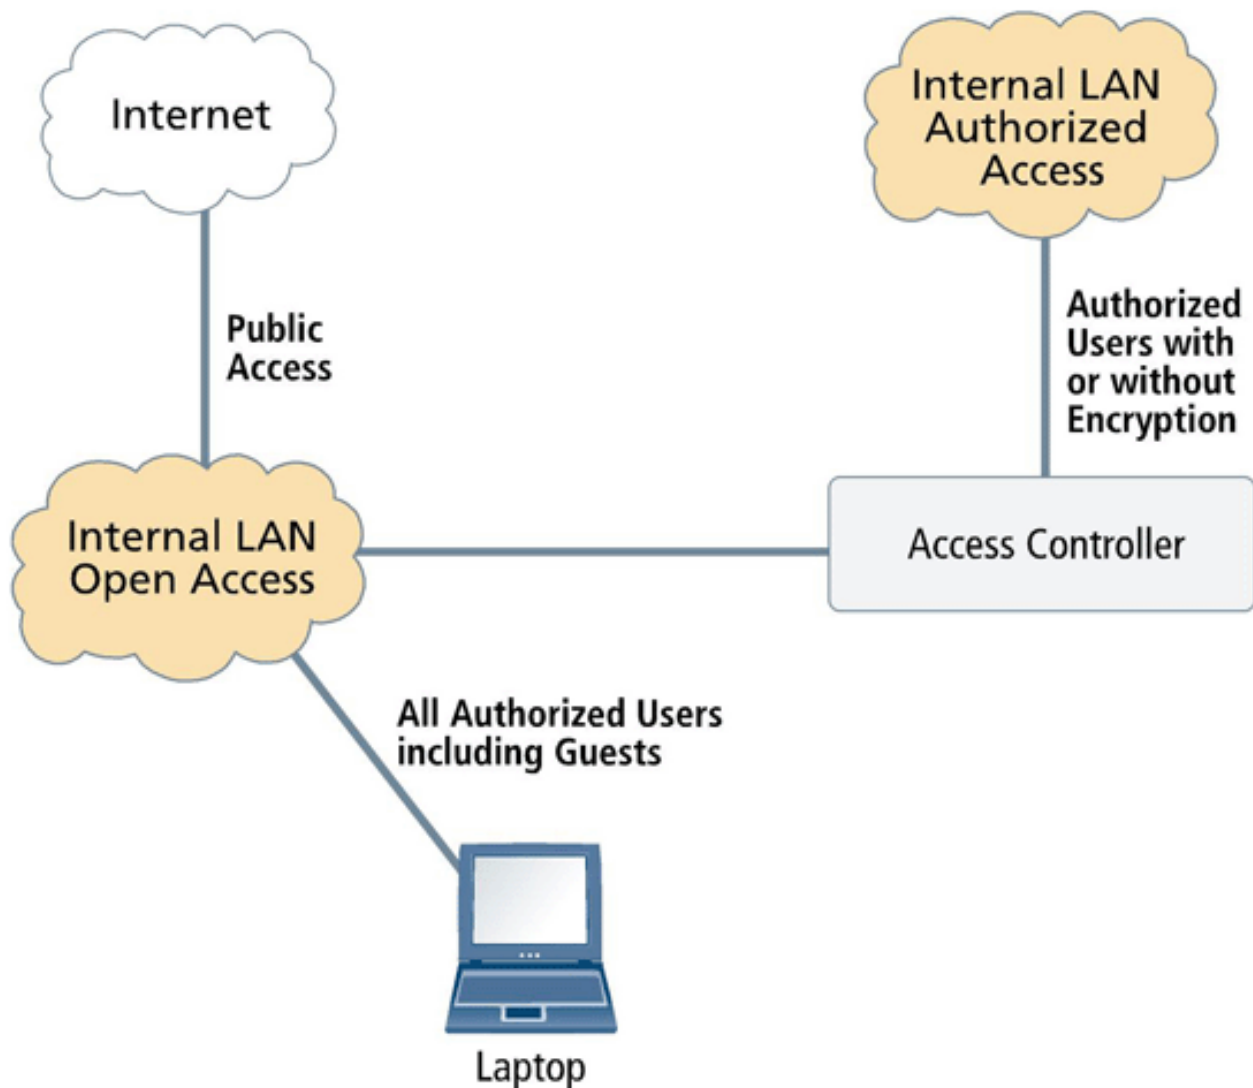 Internet
Internal LAN
Authorized
Access
Public
Access
Authorized
Users with
or without
Encryption
Internal LAN
Open Access
Access Controller
All Authorized Users
including Guests
Laptop